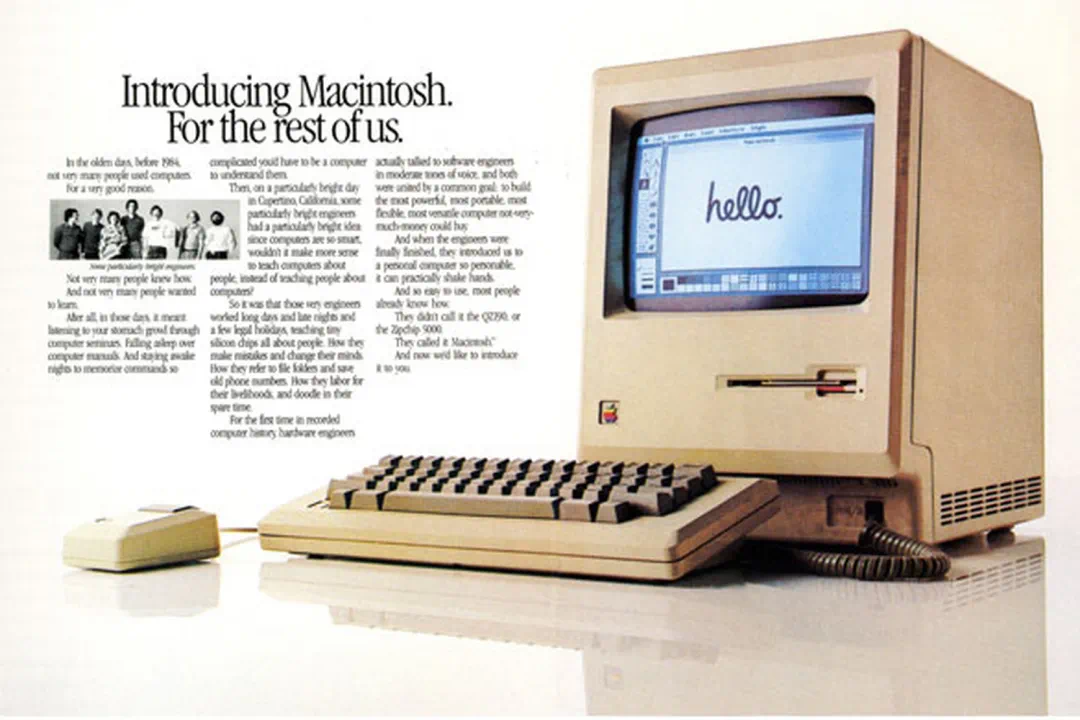 Introducing Macintosh.
For the rest of us.
In the olden days, before 1984,
not very many people used computers.
For a very good reason.
Some particularly bright engineers.
Not very many people knew how.
And not very many people wanted
to learn.
After all, in those days, it meant
listening to your stomach growl through
computer seminars. Falling asleep over
computer manuals. And staying awake
nights to memorize commands so
complicated you'd have to be a computer
to understand them.
Then, on a particularly bright day
in Cupertino, California, some
particularly bright engineers
had a particularly bright idea:
since computers are so smart,
wouldn't it make more sense
to teach computers about
people, instead of teaching people about
computers?
So it was that those very engineers
worked long days and late nights and
a few legal holidays, teaching tiny
silicon chips all about people. How they
make mistakes and change their minds.
How they refer to file folders and save
old phone numbers. How they labor for
their livelihoods, and doodle in their
spare time.
For the first time in recorded
computer history, hardware engineers
actually talked to software engineers
in moderate tones of voice, and both
were united by a common goal: to build
the most powerful, most portable, most
flexible, most versatile computer not-very-
much-money could buy.
And when the engineers were
finally finished, they introduced us to
a personal computer so personable,
it can practically shake hands.
And so easy to use, most people
already know how.
They didn't call it the QZ190, or
the Zipchip 5000.
They called it Macintosh.™
And now we'd like to introduce
it to you.
hello.